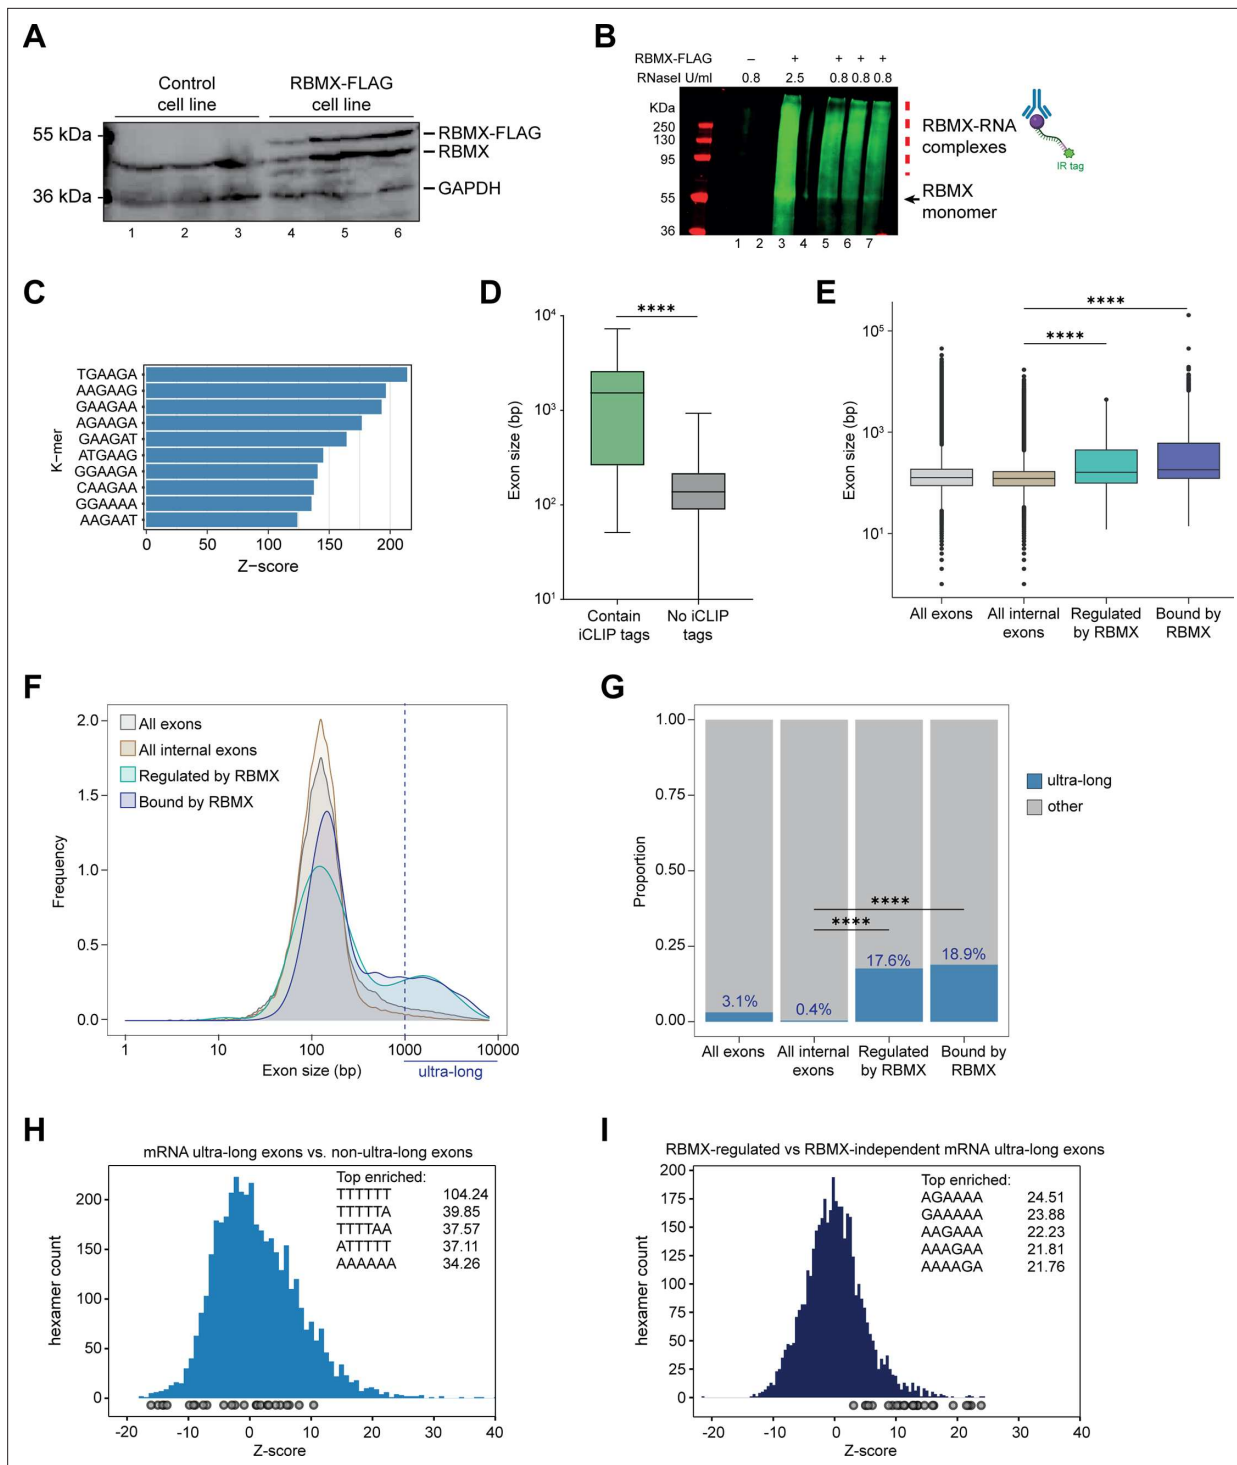 A
Control
cell line
RBMX-FLAG
cell line
55 kDa
36 kDa
RBMX-FLAG
RBMX
GAPDH
1 2 3 4 5 6
B
RBMX-FLAG – + + + +
RNaseI U/ml 0.8 2.5 0.8 0.8 0.8
KDa
250
130
95
55
36
1 2 3 4 5 6 7
RBMX-RNA
complexes
RBMX
monomer
IR tag
C
K-mer
TGAAGA
AAGAAG
GAAGAA
AGAAGA
GAAGAT
ATGAAG
GGAAGA
CAAGAA
GGAAAA
AAGAAT
0 50 100 150 200
Z-score
D
****
Exon size (bp)
10⁴
10³
10²
10¹
Contain
iCLIP tags
No iCLIP
tags
E
****
****
Exon size (bp)
10⁵
10³
10¹
All exons
All internal
exons
Regulated
by RBMX
Bound by
RBMX
F
All exons
All internal exons
Regulated by RBMX
Bound by RBMX
Frequency
2.0
1.5
1.0
0.5
0.0
1 10 100 1000 10000
Exon size (bp)
ultra-long
G
Proportion
1.00
0.75
0.50
0.25
0.00
****
****
3.1%
0.4%
17.6%
18.9%
All exons
All internal
exons
Regulated
by RBMX
Bound by
RBMX
ultra-long
other
H
mRNA ultra-long exons vs. non-ultra-long exons
Top enriched:
TTTTTT 104.24
TTTTTA 39.85
TTTTAA 37.57
ATTTTT 37.11
AAAAAA 34.26
hexamer count
200
150
100
50
0
-20 -10 0 10 20 30 40
Z-score
I
RBMX-regulated vs RBMX-independent mRNA ultra-long exons
Top enriched:
AGAAAA 24.51
GAAAAA 23.88
AAGAAA 22.23
AAAGAA 21.81
AAAAGA 21.76
hexamer count
200
175
150
125
100
75
50
25
0
-20 -10 0 10 20 30 40
Z-score